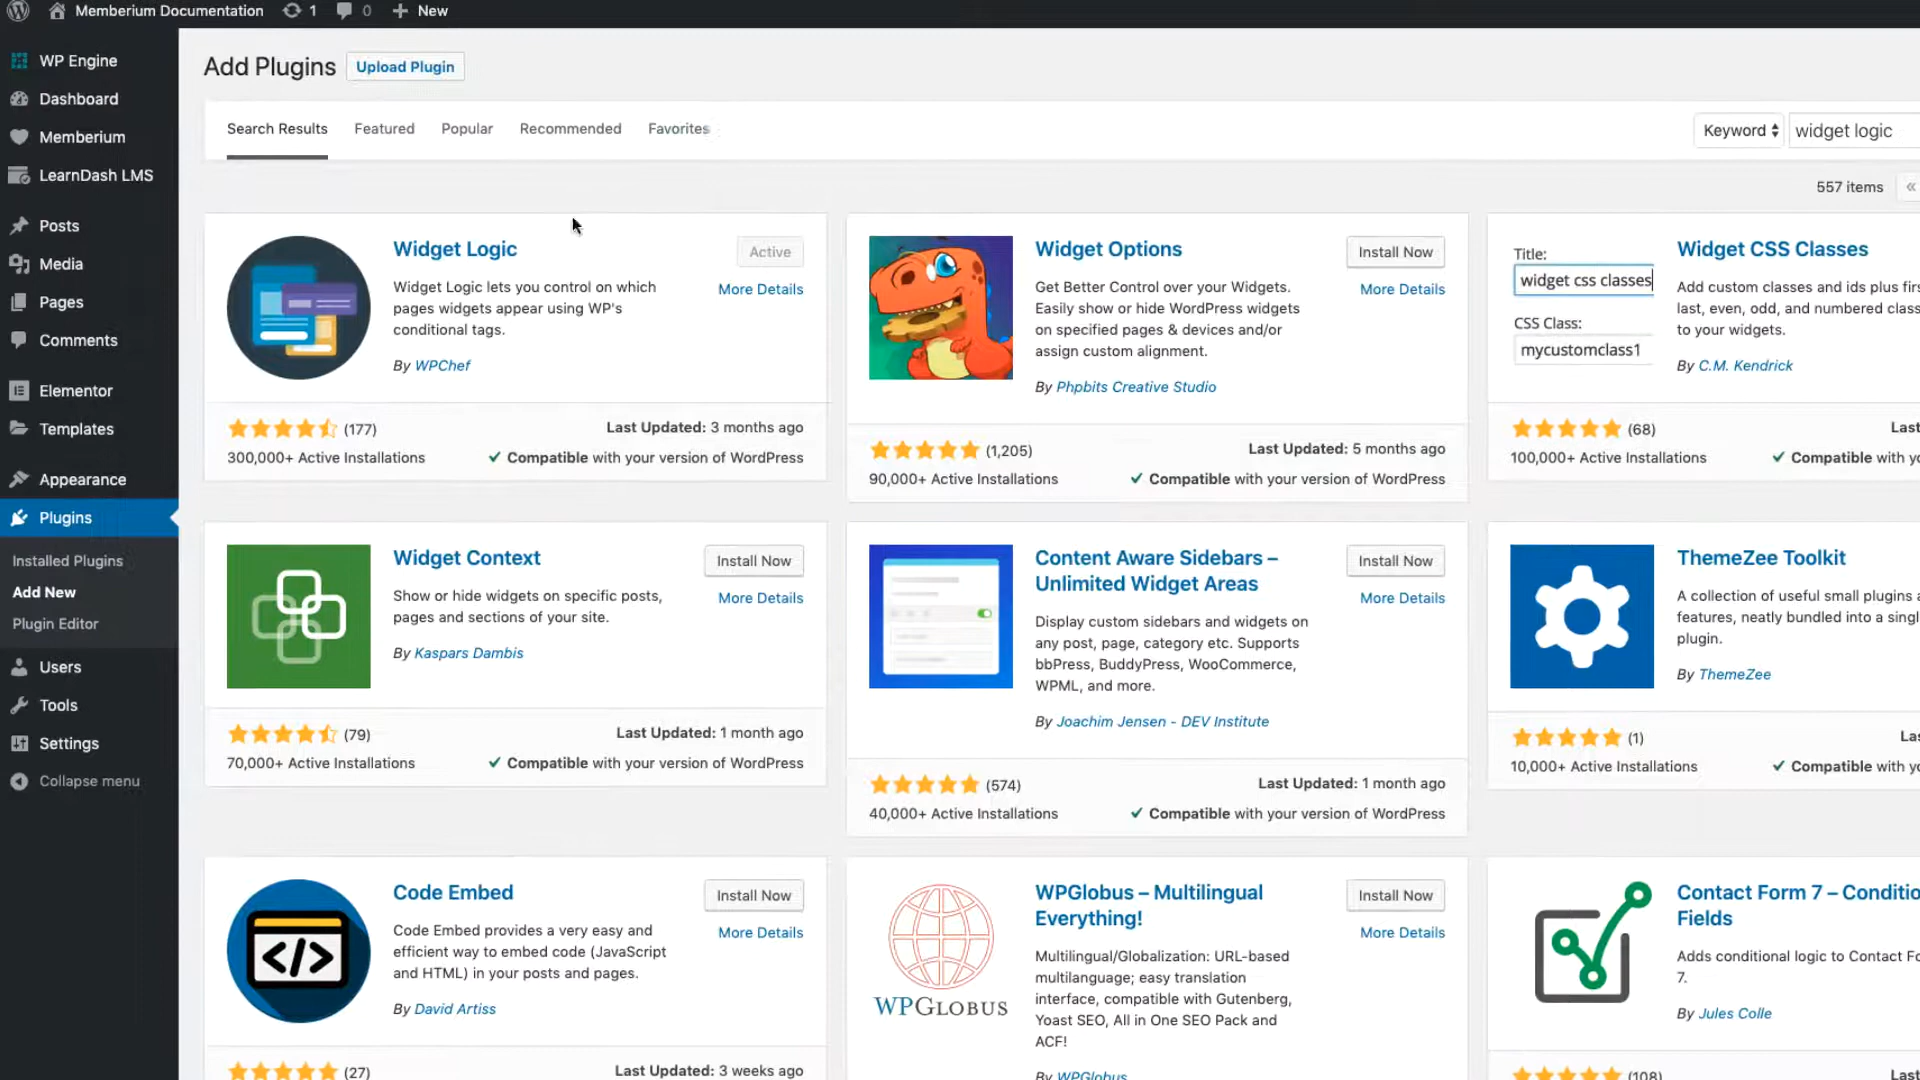 Memberium Documentation 1 0 New
WP Engine
Dashboard
Memberium
LearnDash LMS
Posts
Media
Pages
Comments
Elementor
Templates
Appearance
Plugins
Installed Plugins
Add New
Plugin Editor
Users
Tools
Settings
Collapse menu
Add Plugins Upload Plugin
Search Results Featured Popular Recommended Favorites
Keyword widget logic
557 items «
Widget Logic
Active
More Details
Widget Logic lets you control on which
pages widgets appear using WP's
conditional tags.
By WPChef
(177)
Last Updated: 3 months ago
300,000+ Active Installations
Compatible with your version of WordPress
Widget Options
Install Now
More Details
Get Better Control over your Widgets.
Easily show or hide WordPress widgets
on specified pages & devices and/or
assign custom alignment.
By Phpbits Creative Studio
(1,205)
Last Updated: 5 months ago
90,000+ Active Installations
Compatible with your version of WordPress
Title:
widget css classes
CSS Class:
mycustomclass1
Widget CSS Classes
Add custom classes and ids plus firs
last, even, odd, and numbered class
to your widgets.
By C.M. Kendrick
(68)
Last
100,000+ Active Installations
Compatible with yo
Widget Context
Install Now
More Details
Show or hide widgets on specific posts,
pages and sections of your site.
By Kaspars Dambis
(79)
Last Updated: 1 month ago
70,000+ Active Installations
Compatible with your version of WordPress
Content Aware Sidebars –
Unlimited Widget Areas
Install Now
More Details
Display custom sidebars and widgets on
any post, page, category etc. Supports
bbPress, BuddyPress, WooCommerce,
WPML, and more.
By Joachim Jensen - DEV Institute
(574)
Last Updated: 1 month ago
40,000+ Active Installations
Compatible with your version of WordPress
ThemeZee Toolkit
A collection of useful small plugins a
features, neatly bundled into a singl
plugin.
By ThemeZee
(1)
Las
10,000+ Active Installations
Compatible with yo
Code Embed
Install Now
More Details
Code Embed provides a very easy and
efficient way to embed code (JavaScript
and HTML) in your posts and pages.
By David Artiss
(27)
Last Updated: 3 weeks ago
WPGLOBUS
WPGlobus – Multilingual
Everything!
Install Now
More Details
Multilingual/Globalization: URL-based
multilanguage; easy translation
interface, compatible with Gutenberg,
Yoast SEO, All in One SEO Pack and
ACF!
By WPGlobus
Contact Form 7 – Conditio
Fields
Adds conditional logic to Contact Fo
7.
By Jules Colle
(108)
Last